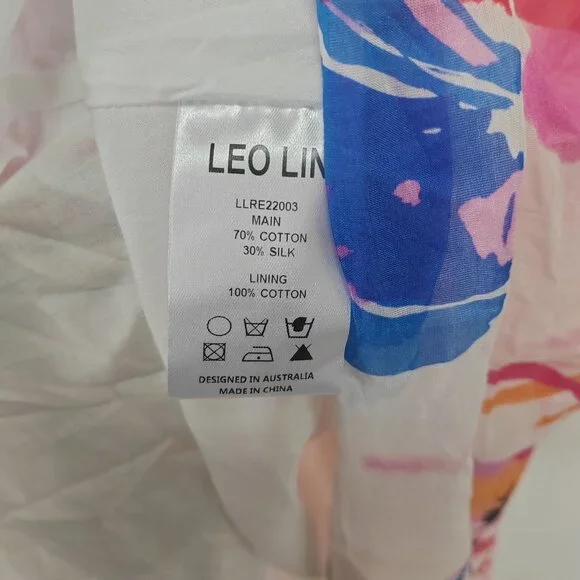 LEO LIN
LLRE22003
MAIN
70% COTTON
30% SILK
LINING
100% COTTON
DESIGNED IN AUSTRALIA
MADE IN CHINA